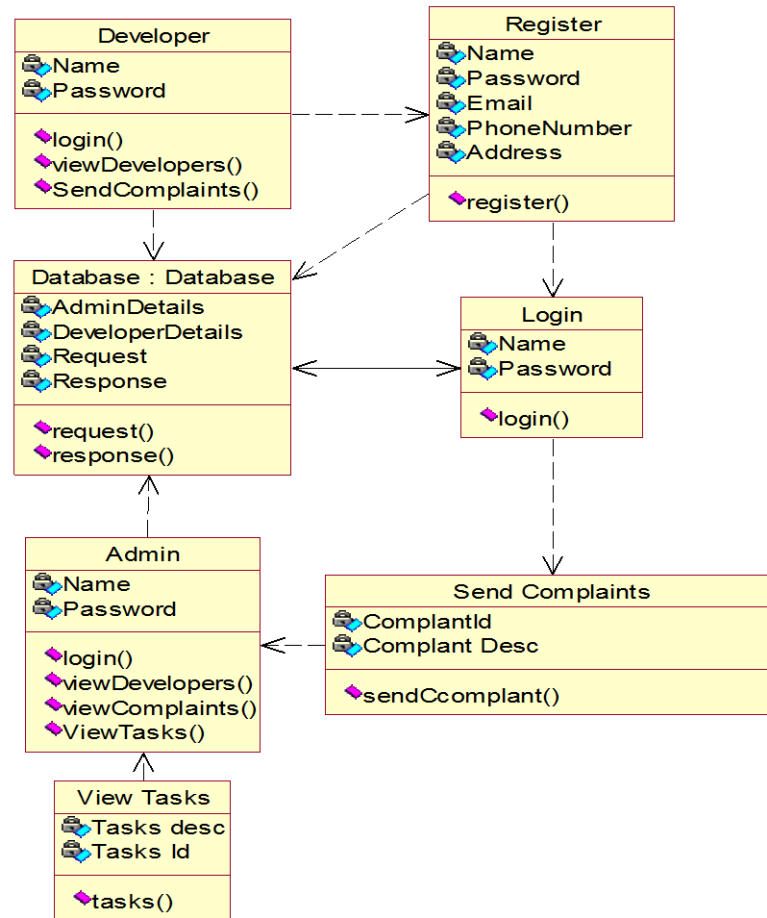 Developer
Name
Password
login()
viewDevelopers()
SendComplaints()
Register
Name
Password
Email
PhoneNumber
Address
register()
Database : Database
AdminDetails
DeveloperDetails
Request
Response
request()
response()
Login
Name
Password
login()
Admin
Name
Password
login()
viewDevelopers()
viewComplaints()
ViewTasks()
Send Complaints
ComplantId
Complant Desc
sendCcomplant()
View Tasks
Tasks desc
Tasks Id
tasks()